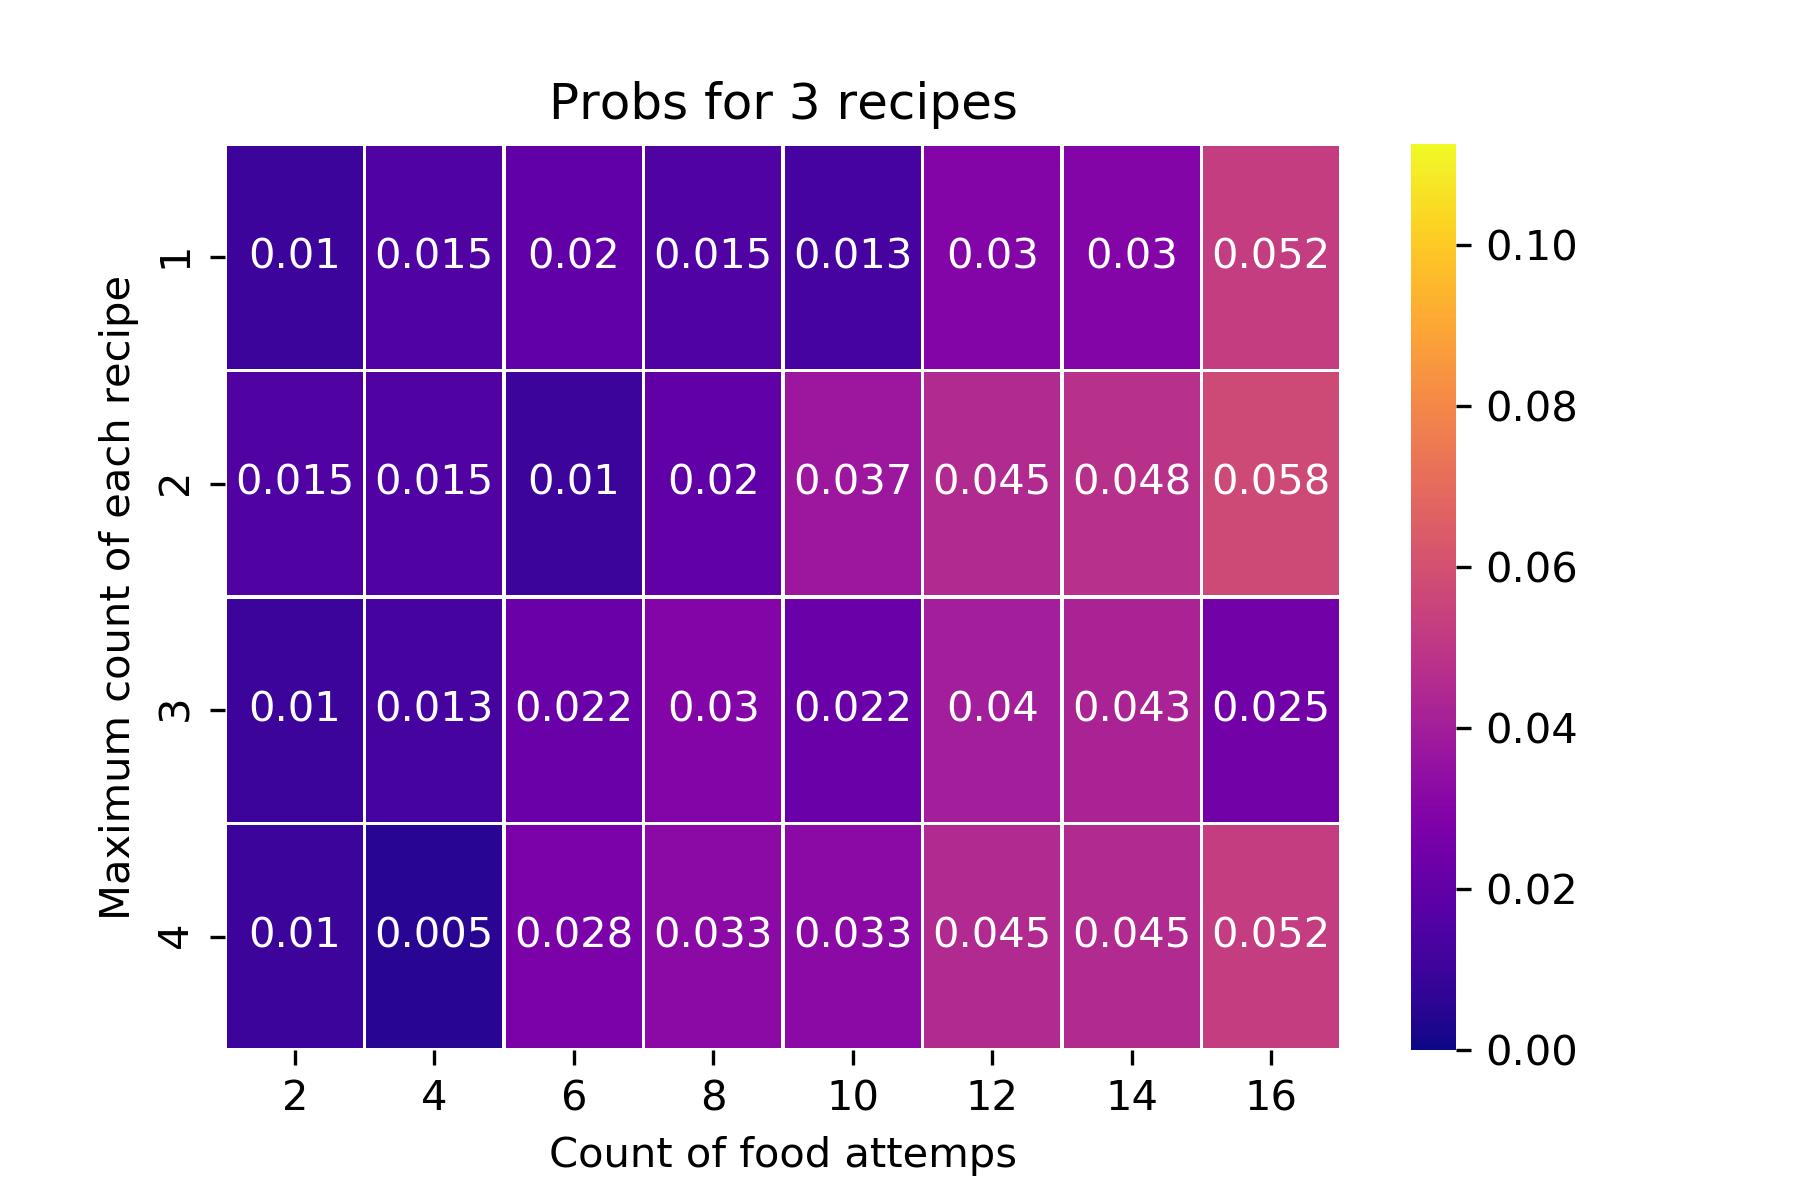 Probs for 3 recipes
Maximum count of each recipe
1 0.01 0.015 0.02 0.015 0.013 0.03 0.03 0.052
2 0.015 0.015 0.01 0.02 0.037 0.045 0.048 0.058
3 0.01 0.013 0.022 0.03 0.022 0.04 0.043 0.025
4 0.01 0.005 0.028 0.033 0.033 0.045 0.045 0.052
2 4 6 8 10 12 14 16
Count of food attemps
0.10
0.08
0.06
0.04
0.02
0.00